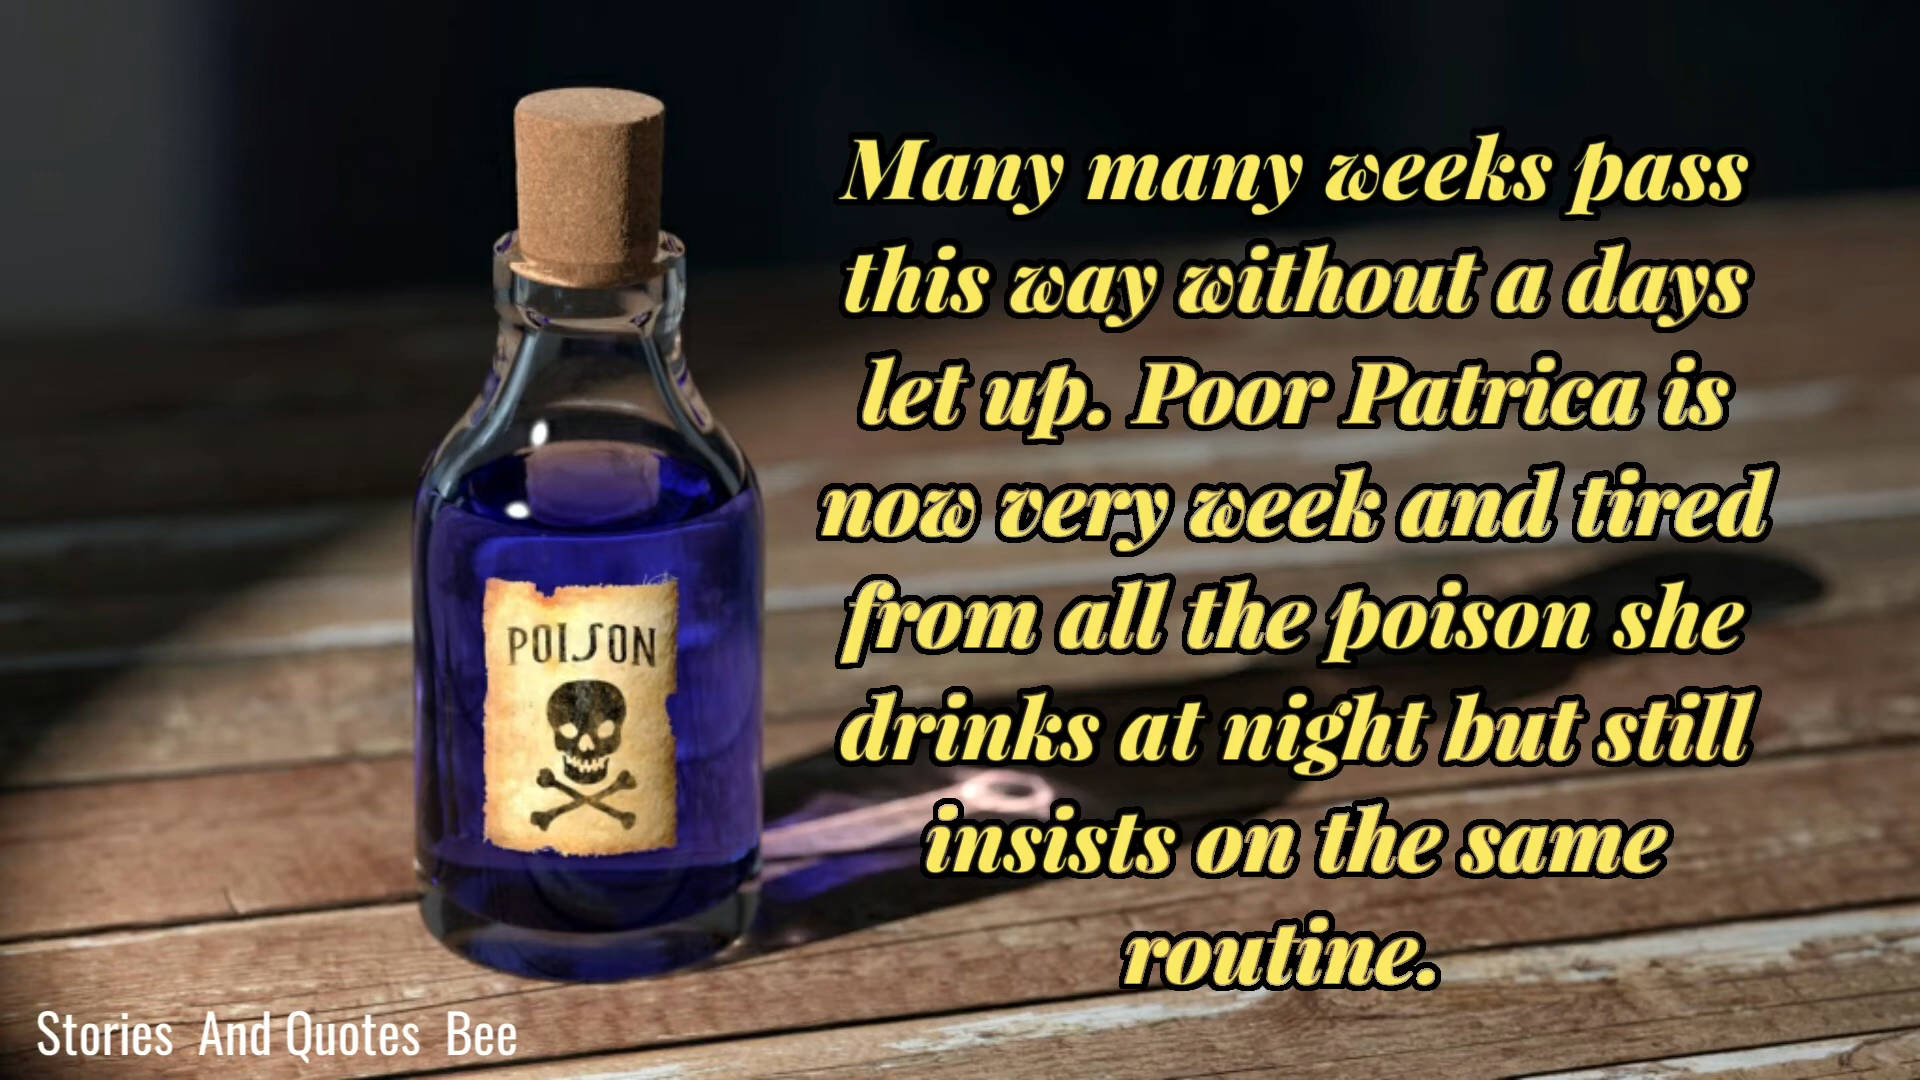 Many many weeks pass
this way without a days
let up. Poor Patrica is
now very week and tired
from all the poison she
drinks at night but still
insists on the same
routine.
POISON
Stories And Quotes Bee